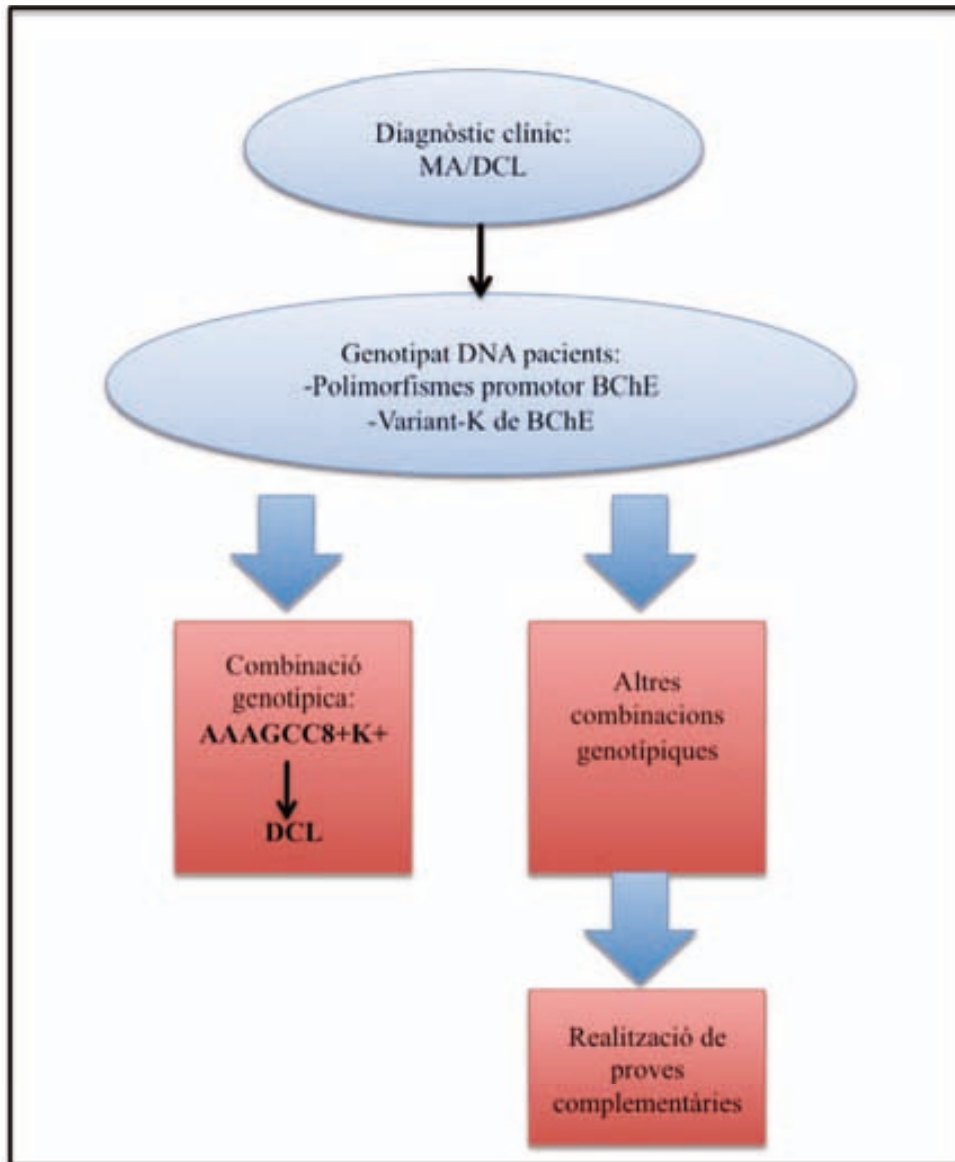 Diagnòstic clínic:
MA/DCL
Genotipat DNA pacients:
-Polimorfismes promotor BChE
-Variant-K de BChE
Combinació
genotípica:
AAAGCC8+K+
DCL
Altres
combinacions
genotípiques
Realització de
proves
complementàries